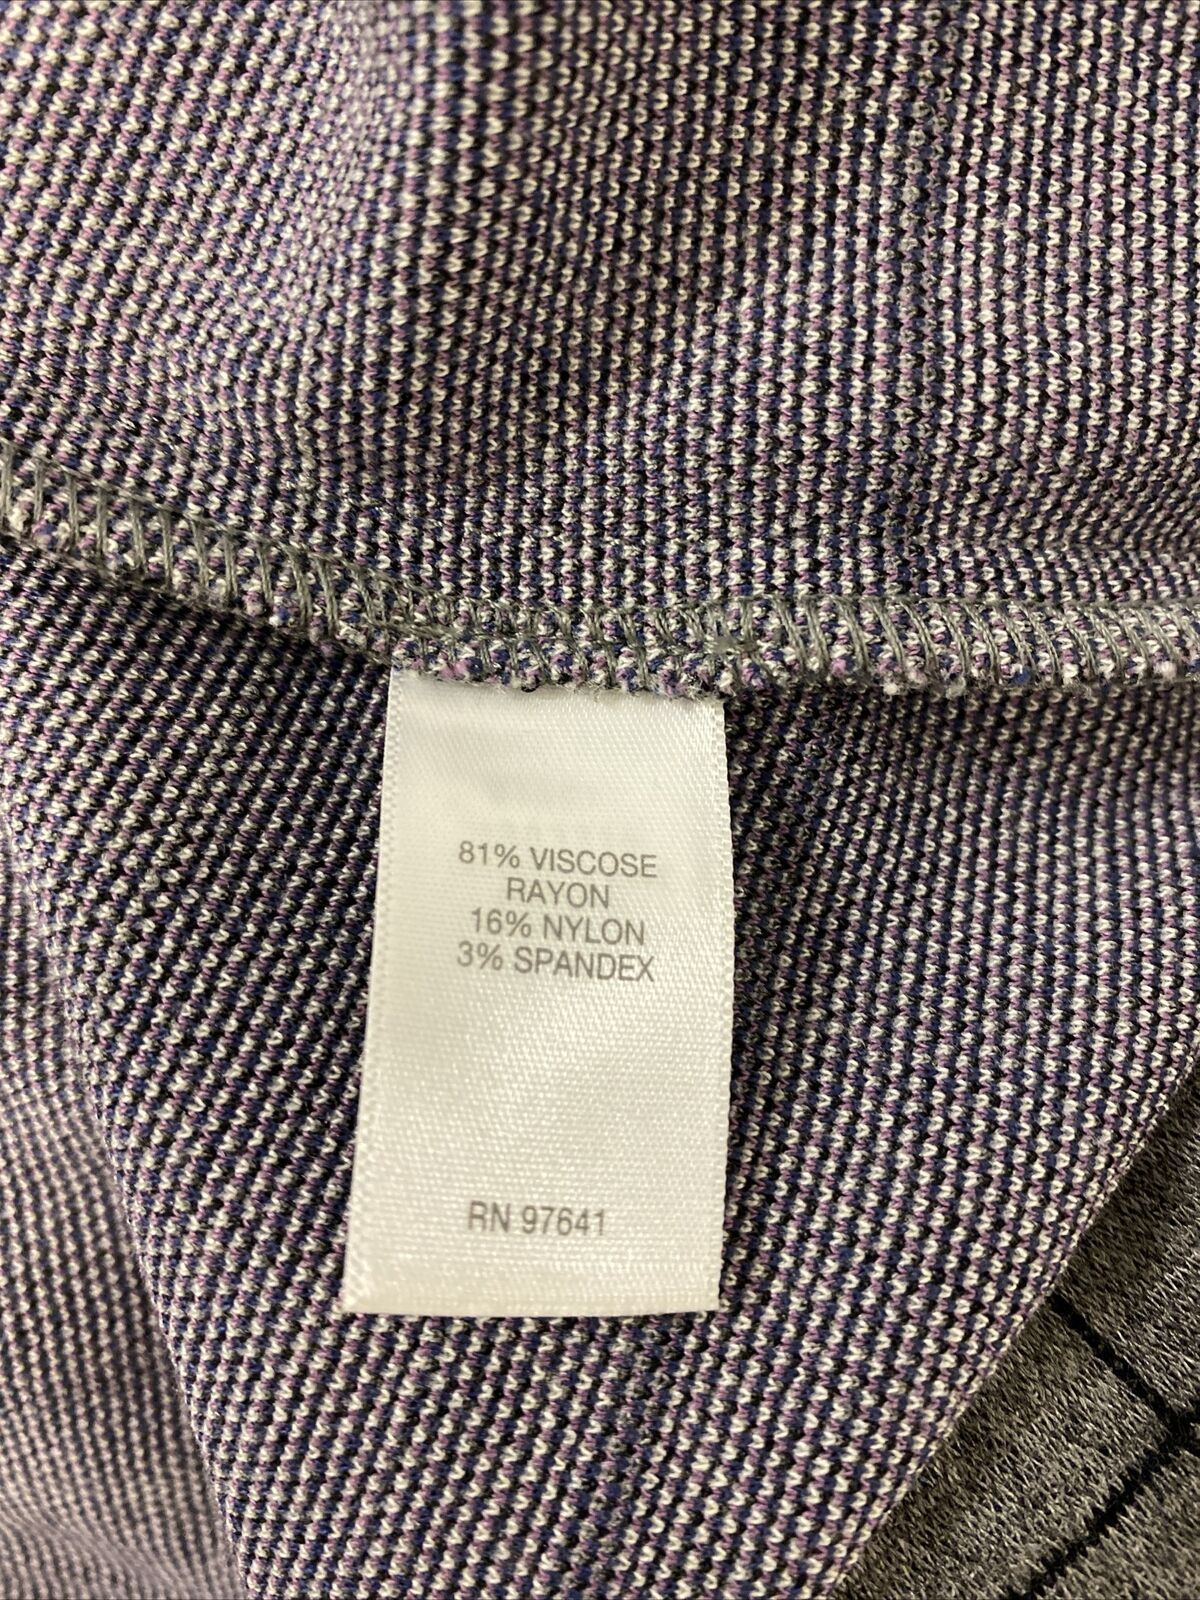 81% VISCOSE
RAYON
16% NYLON
3% SPANDEX
RN 97641